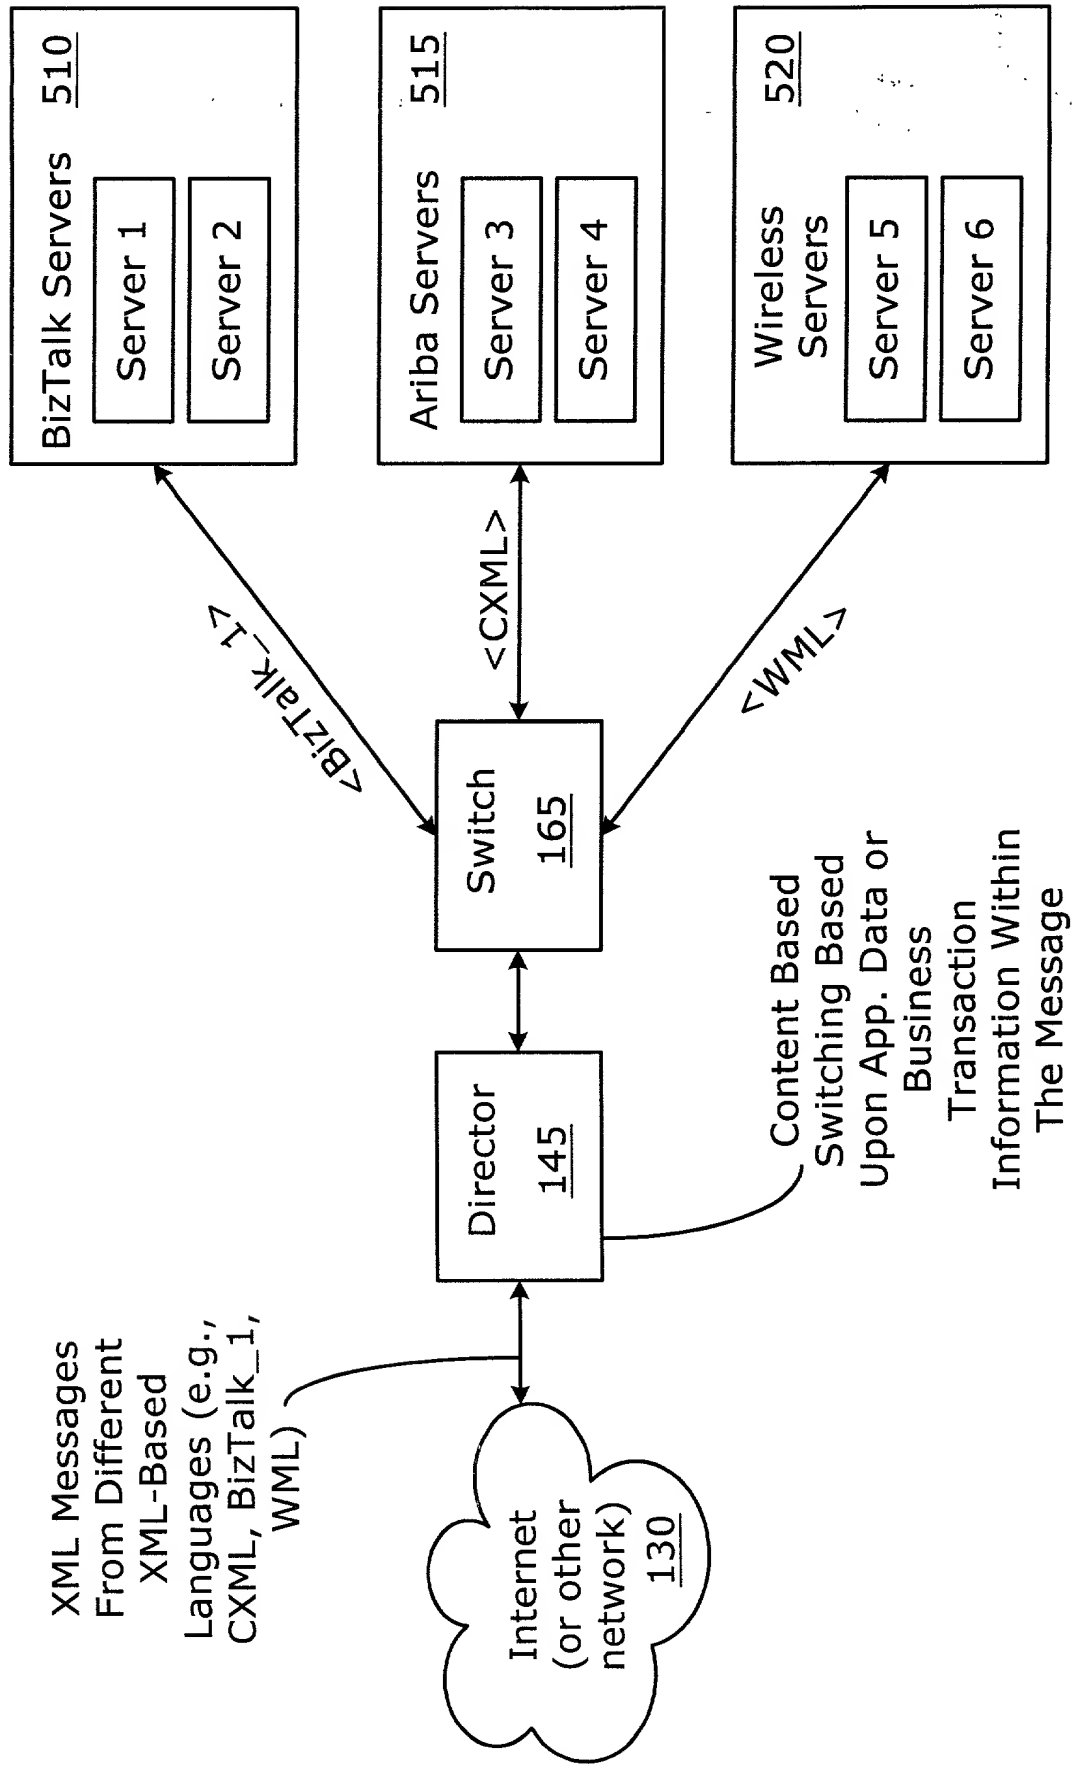 XML Messages
From Different
XML-Based
Languages (e.g.,
CXML, BizTalk_1,
WML)
Internet
(or other
network)
130
Director
145
Content Based
Switching Based
Upon App. Data or
Business
Transaction
Information Within
The Message
Switch
165
<BizTalk_1>
<CXML>
<WML>
BizTalk Servers 510
Server 1
Server 2
Ariba Servers 515
Server 3
Server 4
Wireless 520
Servers
Server 5
Server 6